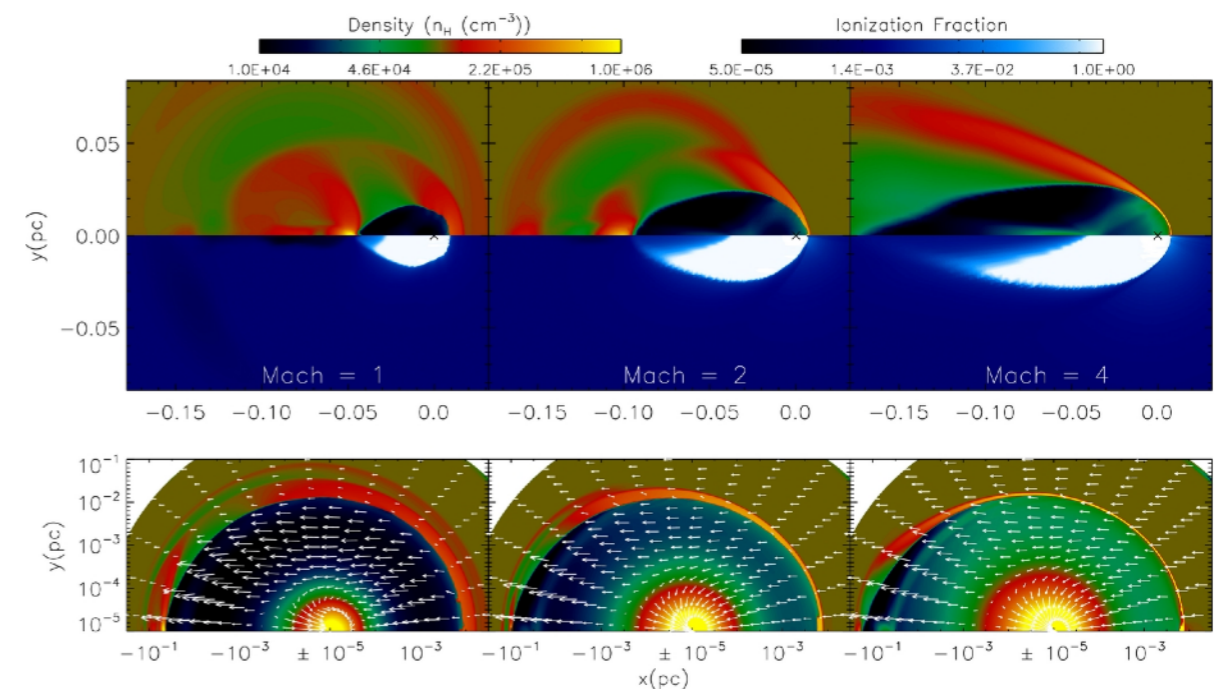 Density (n_H (cm⁻³)) Ionization Fraction
1.0E+04 4.6E+04 2.2E+05 1.0E+06 5.0E-05 1.4E-03 3.7E-02 1.0E+00
0.05
0.00
-0.05
y(pc)
Mach = 1 Mach = 2 Mach = 4
-0.15 -0.10 -0.05 0.0 -0.15 -0.10 -0.05 0.0 -0.15 -0.10 -0.05 0.0
10⁻¹
10⁻²
10⁻³
10⁻⁴
10⁻⁵
y(pc)
-10⁻¹ -10⁻³ ± 10⁻⁵ 10⁻³ -10⁻¹ -10⁻³ ± 10⁻⁵ 10⁻³ -10⁻¹ -10⁻³ ± 10⁻⁵ 10⁻³
x(pc)